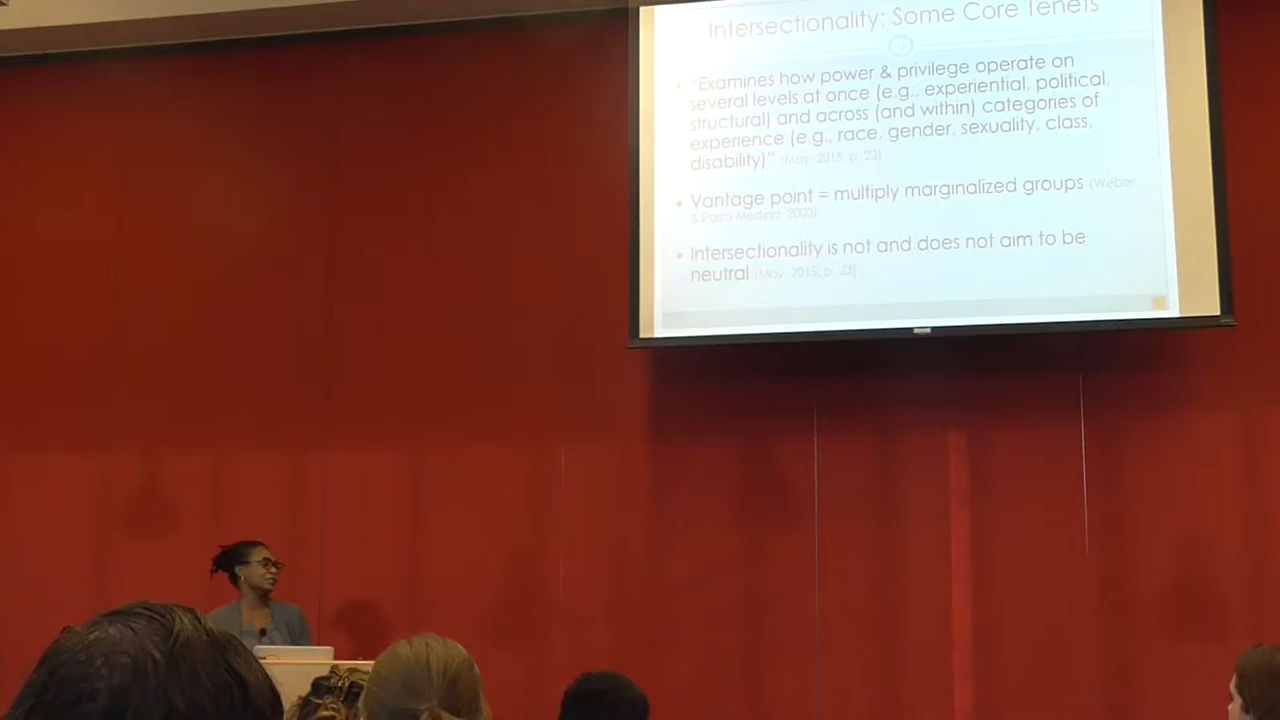 Intersectionality: Some Core Tenets
"Examines how power & privilege operate on
several levels at once (e.g., experiential, political,
structural) and across (and within) categories of
experience (e.g., race, gender, sexuality, class,
disability)" (May, 2015, p. 23)
Vantage point = multiply marginalized groups (Weber
& Parra-Medina, 2003)
Intersectionality is not and does not aim to be
neutral (May, 2015, p. 23)